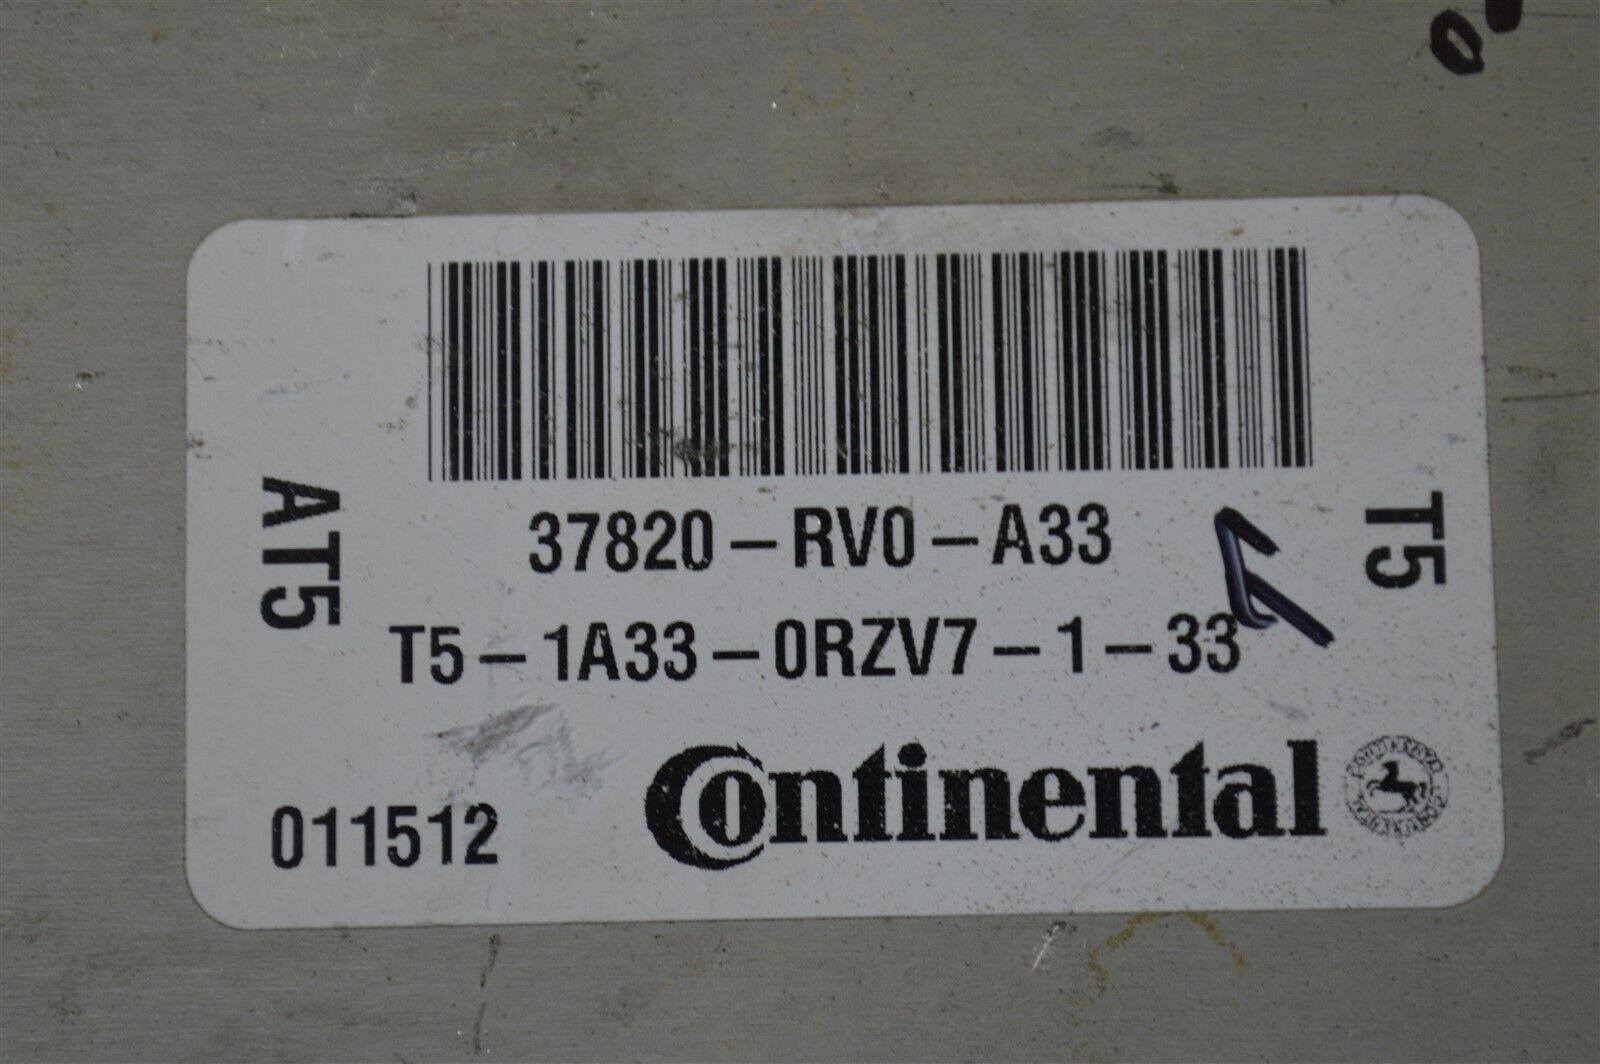 37820-RV0-A33
T5-1A33-0RZV7-1-33
AT5
T5
011512
Continental